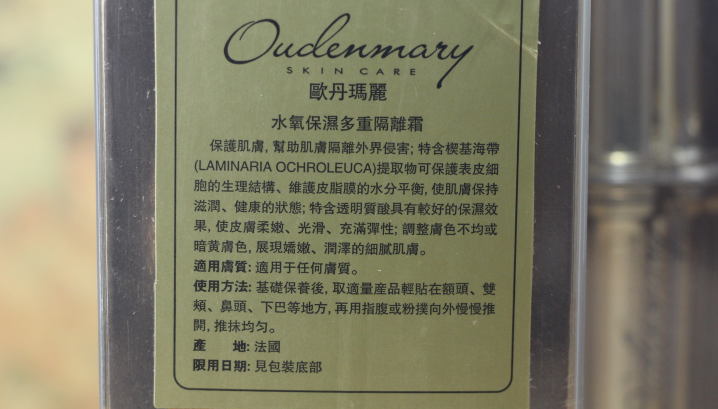 Oudenmary
SKIN CARE
歐丹瑪麗
水氧保濕多重隔離霜
保護肌膚, 幫助肌膚隔離外界侵害; 特含楔基海帶
(LAMINARIA OCHROLEUCA)提取物可保護表皮細
胞的生理結構、維護皮脂膜的水分平衡, 使肌膚保持
滋潤、健康的狀態; 特含透明質酸具有較好的保濕效
果, 使皮膚柔嫩、光滑、充滿彈性; 調整膚色不均或
暗黄膚色, 展現嬌嫩、潤澤的細膩肌膚。
適用膚質: 適用于任何膚質。
使用方法: 基礎保養後, 取適量産品輕貼在額頭、雙
頰、鼻頭、下巴等地方, 再用指腹或粉撲向外慢慢推
開, 推抹均匀。
產 地: 法國
限用日期: 見包裝底部